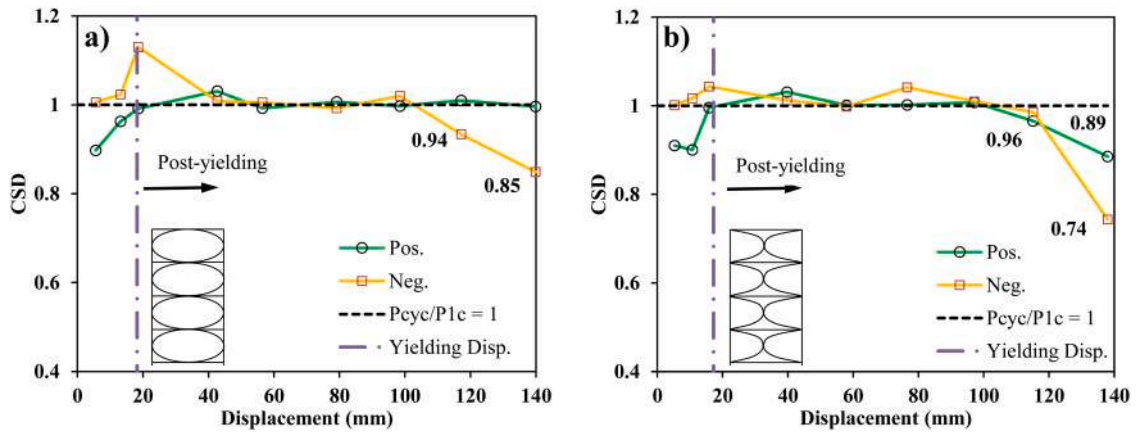 a)
1.2
1
0.8
0.6
0.4
CSD
0.94
0.85
Post-yielding
Pos.
Neg.
Pcyc/P1c = 1
Yielding Disp.
0 20 40 60 80 100 120 140
Displacement (mm)
b)
1.2
1
0.8
0.6
0.4
CSD
0.96
0.89
0.74
Post-yielding
Pos.
Neg.
Pcyc/P1c = 1
Yielding Disp.
0 20 40 60 80 100 120 140
Displacement (mm)